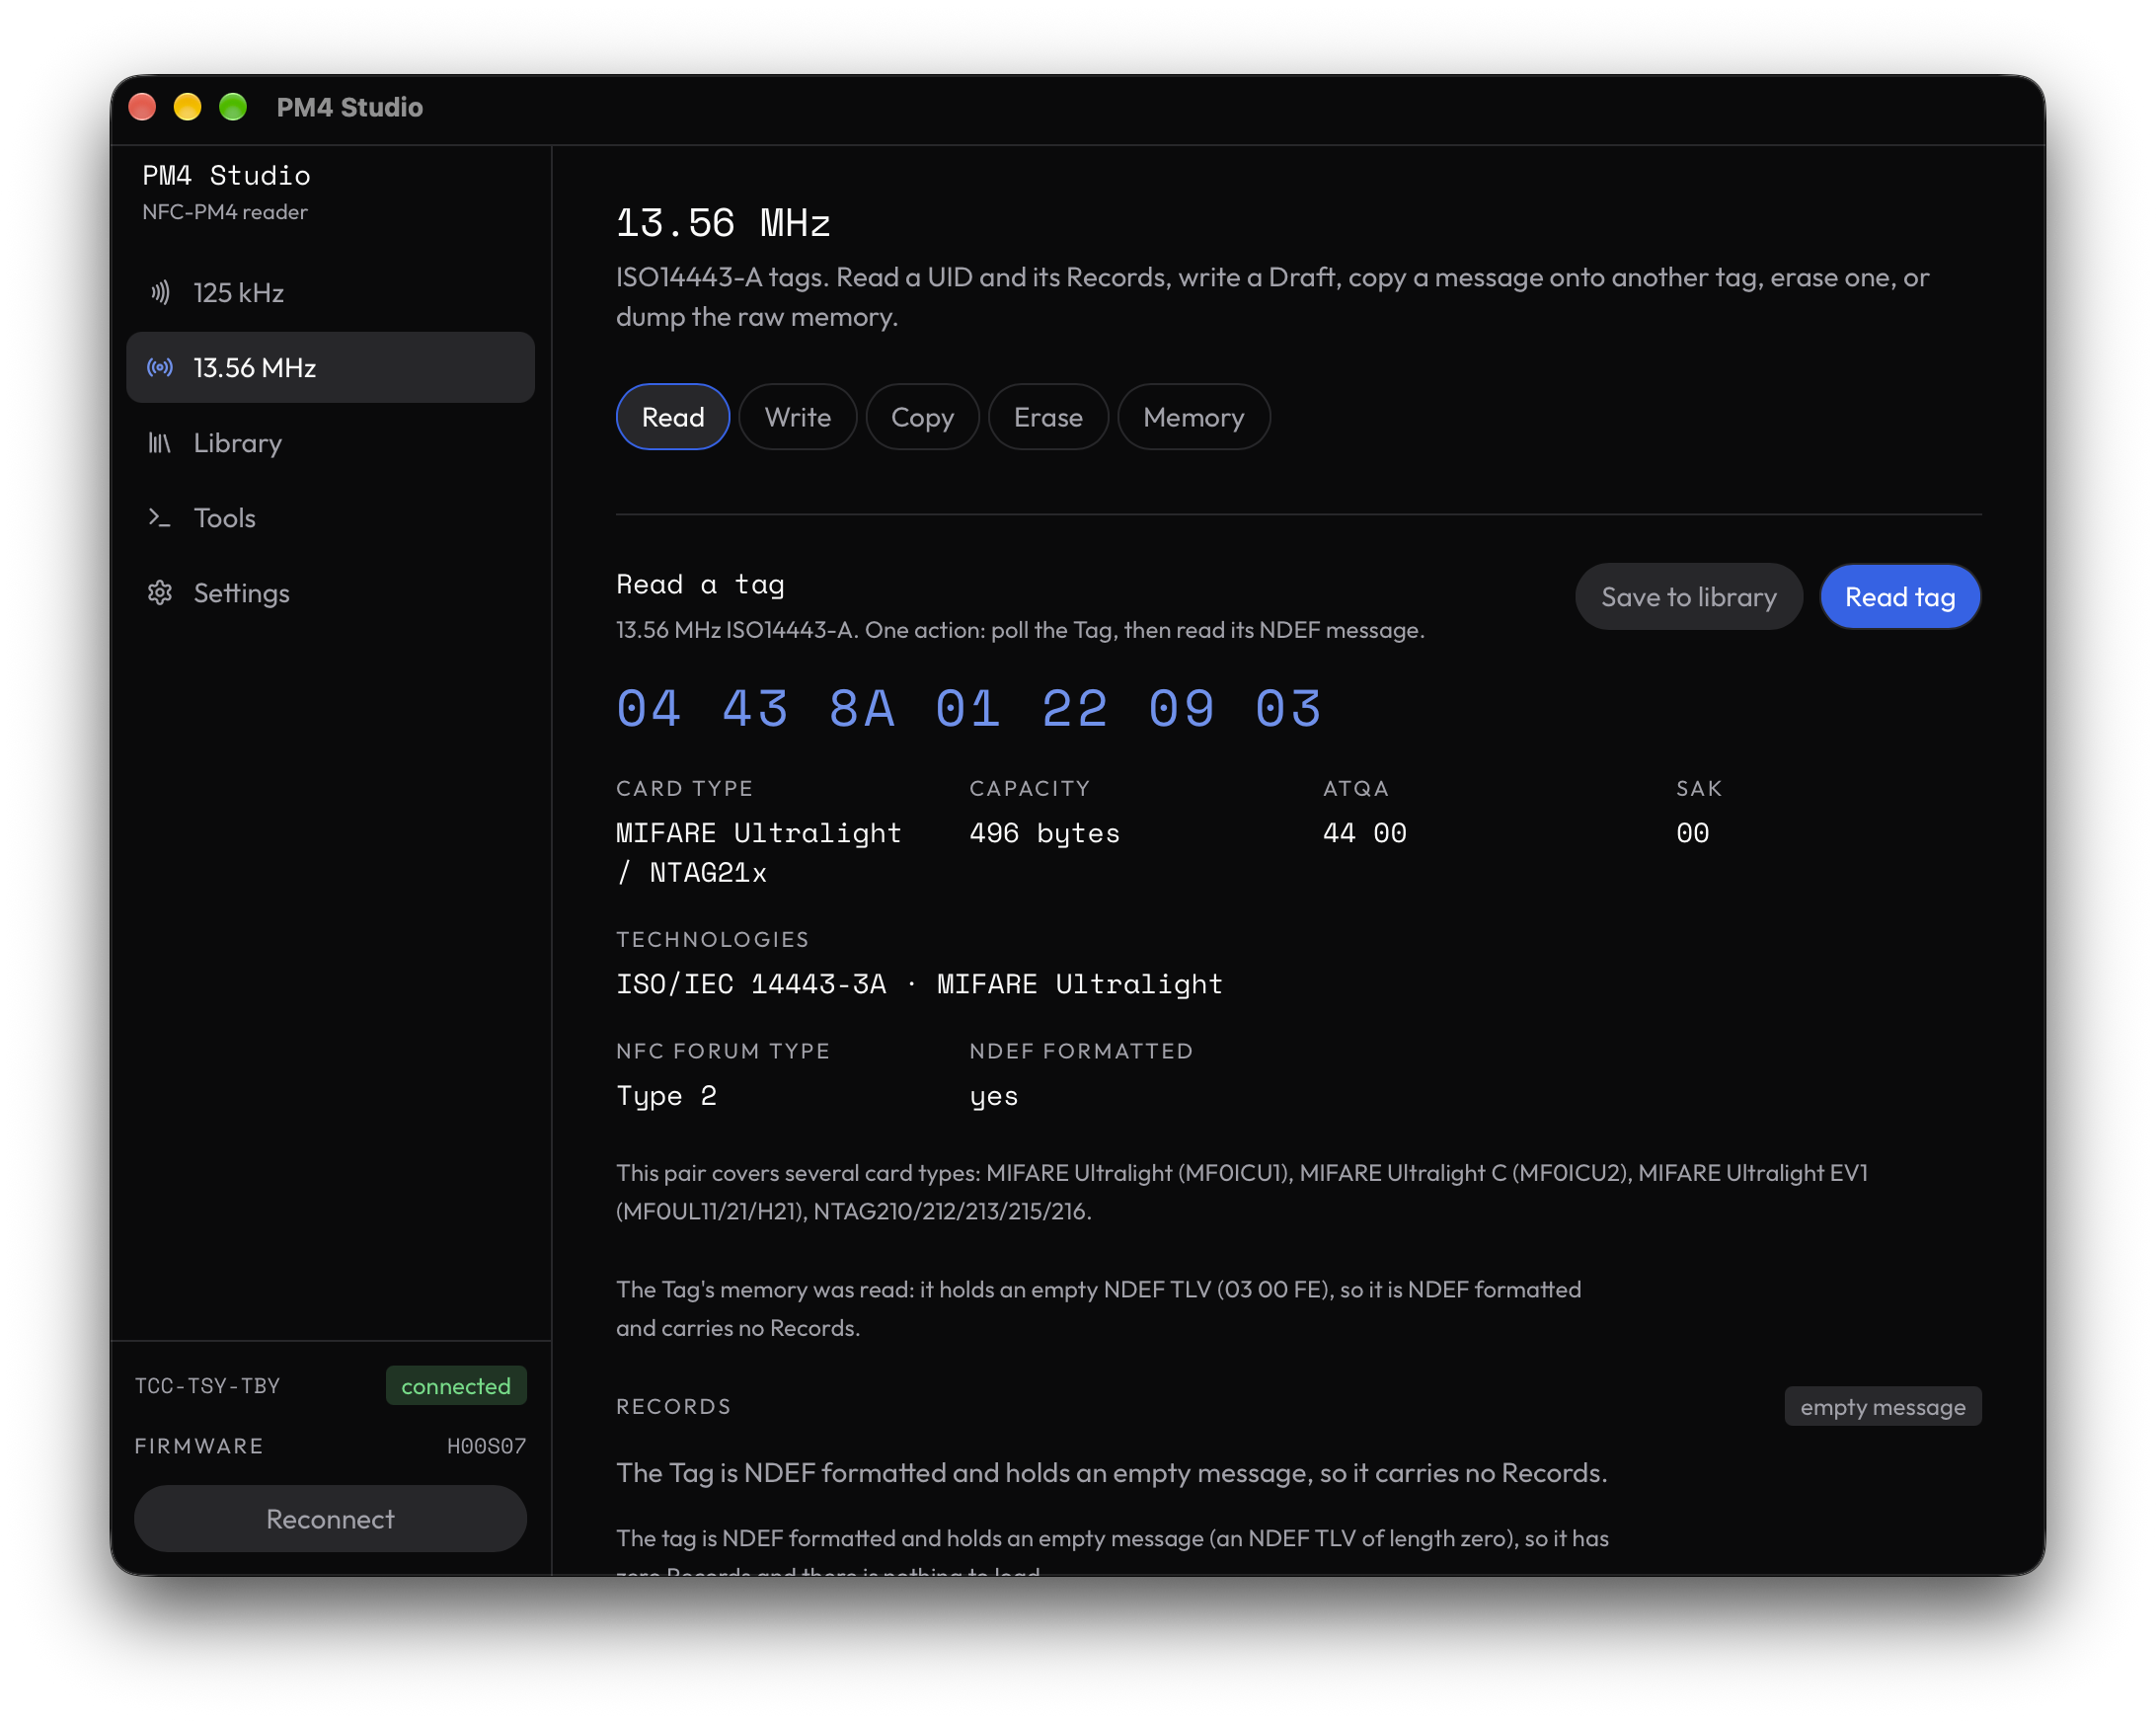 PM4 Studio
PM4 Studio
NFC-PM4 reader
125 kHz
13.56 MHz
Library
Tools
Settings
TCC-TSY-TBY
connected
FIRMWARE
H00S07
Reconnect
13.56 MHz
ISO14443-A tags. Read a UID and its Records, write a Draft, copy a message onto another tag, erase one, or
dump the raw memory.
Read
Write
Copy
Erase
Memory
Read a tag
13.56 MHz ISO14443-A. One action: poll the Tag, then read its NDEF message.
Save to library
Read tag
04 43 8A 01 22 09 03
CARD TYPE
MIFARE Ultralight
/ NTAG21x
CAPACITY
496 bytes
ATQA
44 00
SAK
00
TECHNOLOGIES
ISO/IEC 14443-3A · MIFARE Ultralight
NFC FORUM TYPE
Type 2
NDEF FORMATTED
yes
This pair covers several card types: MIFARE Ultralight (MF0ICU1), MIFARE Ultralight C (MF0ICU2), MIFARE Ultralight EV1
(MF0UL11/21/H21), NTAG210/212/213/215/216.
The Tag's memory was read: it holds an empty NDEF TLV (03 00 FE), so it is NDEF formatted
and carries no Records.
RECORDS
empty message
The Tag is NDEF formatted and holds an empty message, so it carries no Records.
The tag is NDEF formatted and holds an empty message (an NDEF TLV of length zero), so it has
zero Records and there is nothing to load